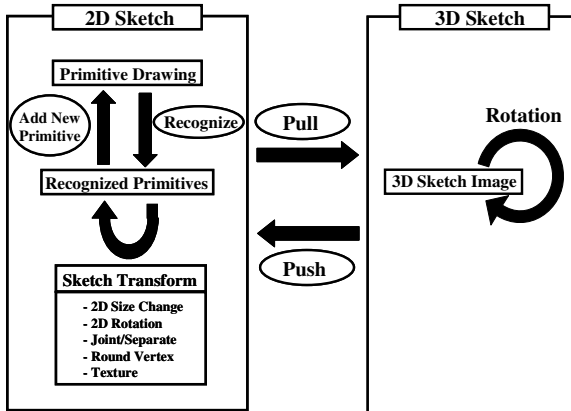 2D Sketch
Primitive Drawing
Add New
Primitive
Recognize
Recognized Primitives
Sketch Transform
- 2D Size Change
- 2D Rotation
- Joint/Separate
- Round Vertex
- Texture
Pull
Push
3D Sketch
Rotation
3D Sketch Image